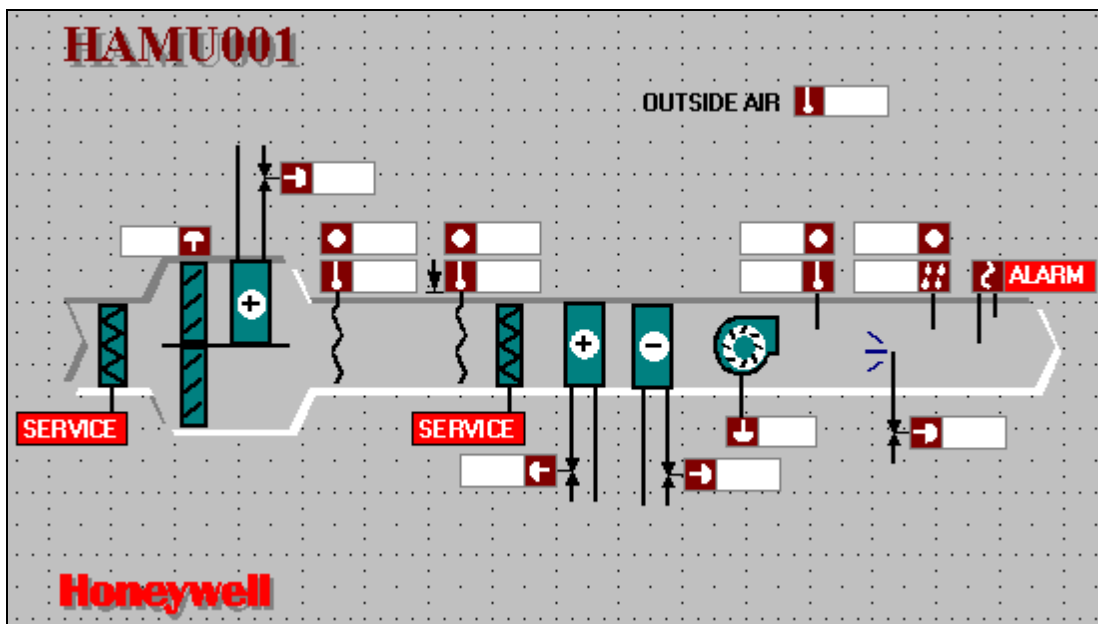 HAMU001
OUTSIDE AIR
ALARM
SERVICE
SERVICE
Honeywell